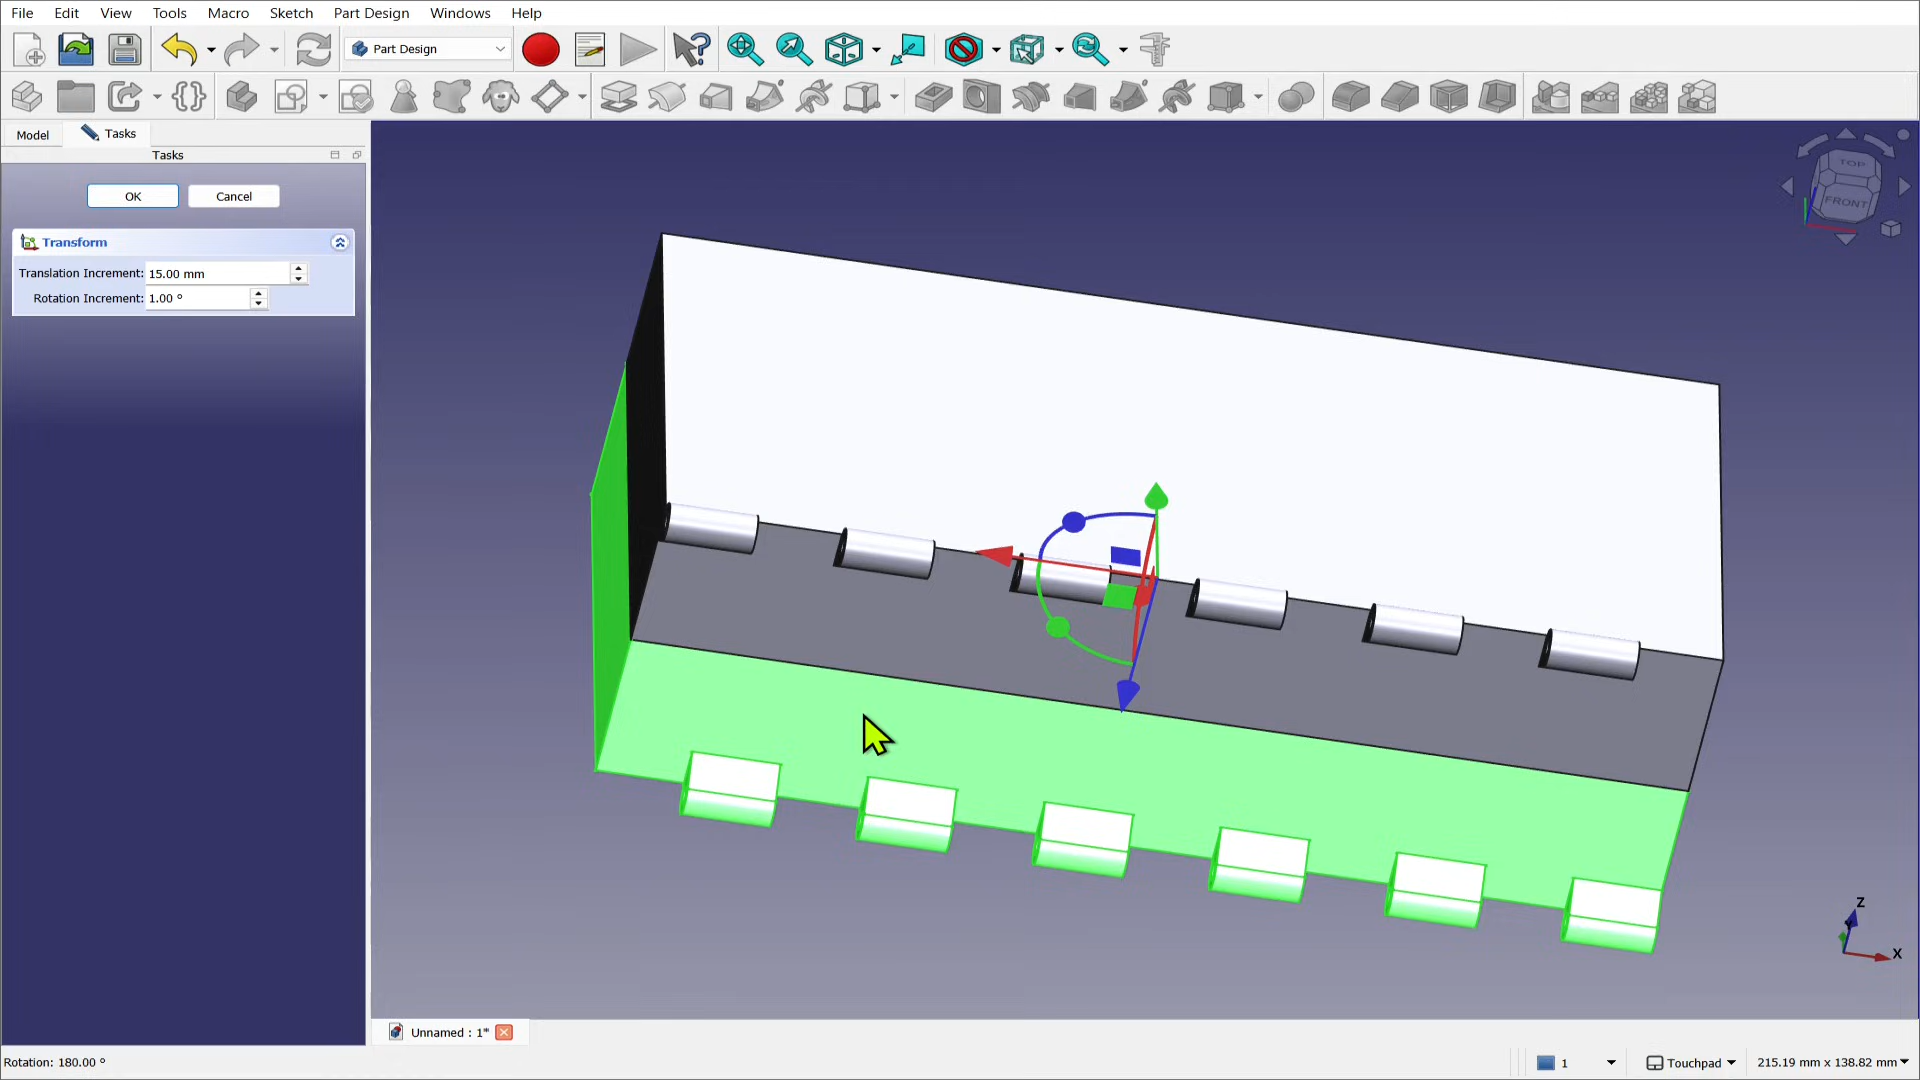 File Edit View Tools Macro Sketch Part Design Windows Help
Part Design
Model Tasks
Tasks
OK Cancel
Transform
Translation Increment: 15.00 mm
Rotation Increment: 1.00 °
TOP
FRONT
Z
X
Unnamed : 1*
Rotation: 180.00 °
1 Touchpad 215.19 mm x 138.82 mm